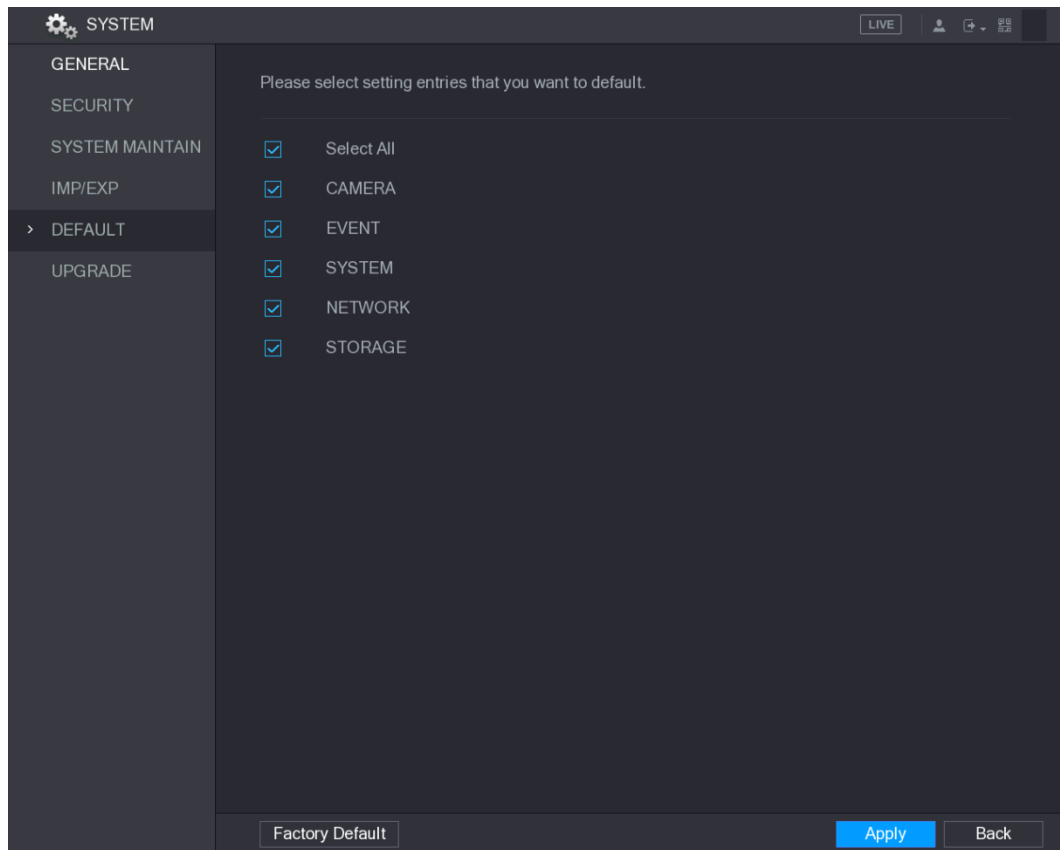 SYSTEM
LIVE
GENERAL
SECURITY
SYSTEM MAINTAIN
IMP/EXP
DEFAULT
UPGRADE
Please select setting entries that you want to default.
Select All
CAMERA
EVENT
SYSTEM
NETWORK
STORAGE
Factory Default
Apply
Back